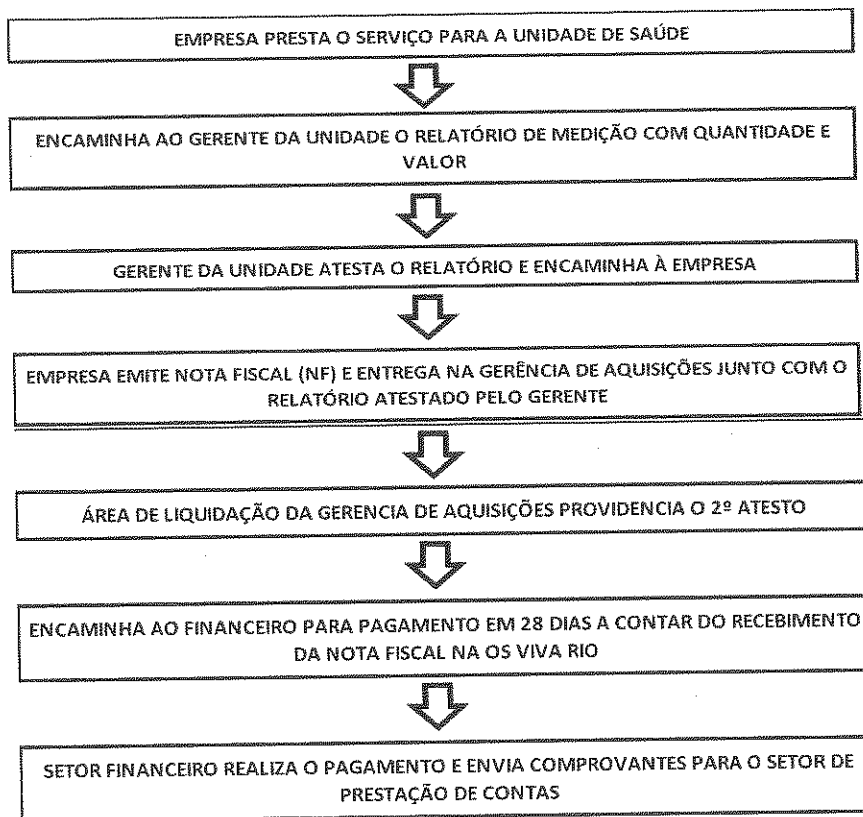 EMPRESA PRESTA O SERVIÇO PARA A UNIDADE DE SAÚDE
ENCAMINHA AO GERENTE DA UNIDADE O RELATÓRIO DE MEDIÇÃO COM QUANTIDADE E
VALOR
GERENTE DA UNIDADE ATESTA O RELATÓRIO E ENCAMINHA À EMPRESA
EMPRESA EMITE NOTA FISCAL (NF) E ENTREGA NA GERÊNCIA DE AQUISIÇÕES JUNTO COM O
RELATÓRIO ATESTADO PELO GERENTE
ÁREA DE LIQUIDAÇÃO DA GERENCIA DE AQUISIÇÕES PROVIDENCIA O 2º ATESTO
ENCAMINHA AO FINANCEIRO PARA PAGAMENTO EM 28 DIAS A CONTAR DO RECEBIMENTO
DA NOTA FISCAL NA OS VIVA RIO
SETOR FINANCEIRO REALIZA O PAGAMENTO E ENVIA COMPROVANTES PARA O SETOR DE
PRESTAÇÃO DE CONTAS